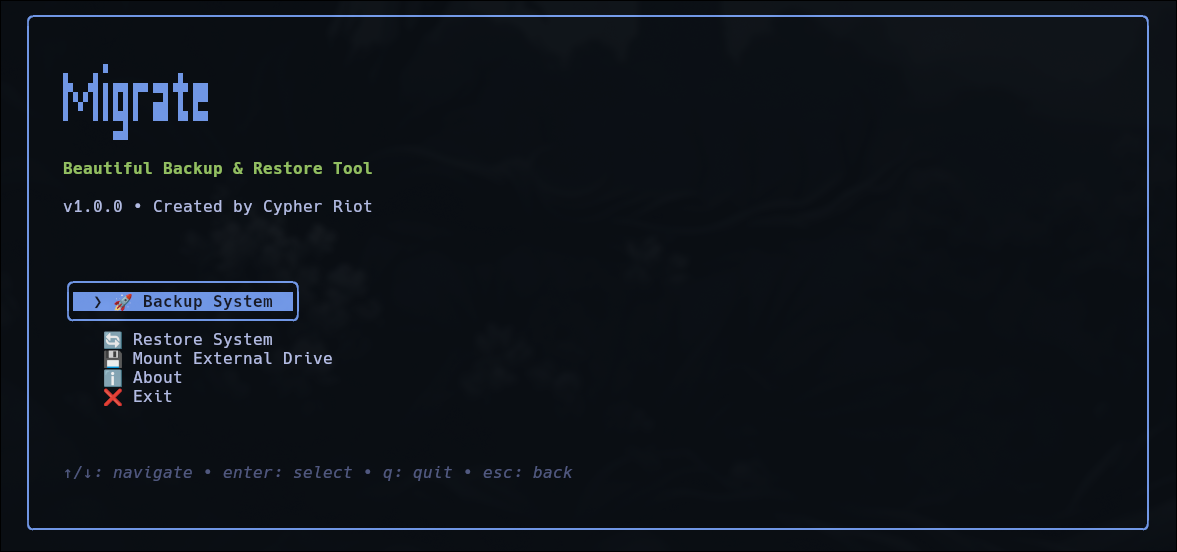 Migrate
Beautiful Backup & Restore Tool
v1.0.0 • Created by Cypher Riot
❯ 🚀 Backup System
🔄 Restore System
💾 Mount External Drive
ℹ️ About
❌ Exit
↑/↓: navigate • enter: select • q: quit • esc: back